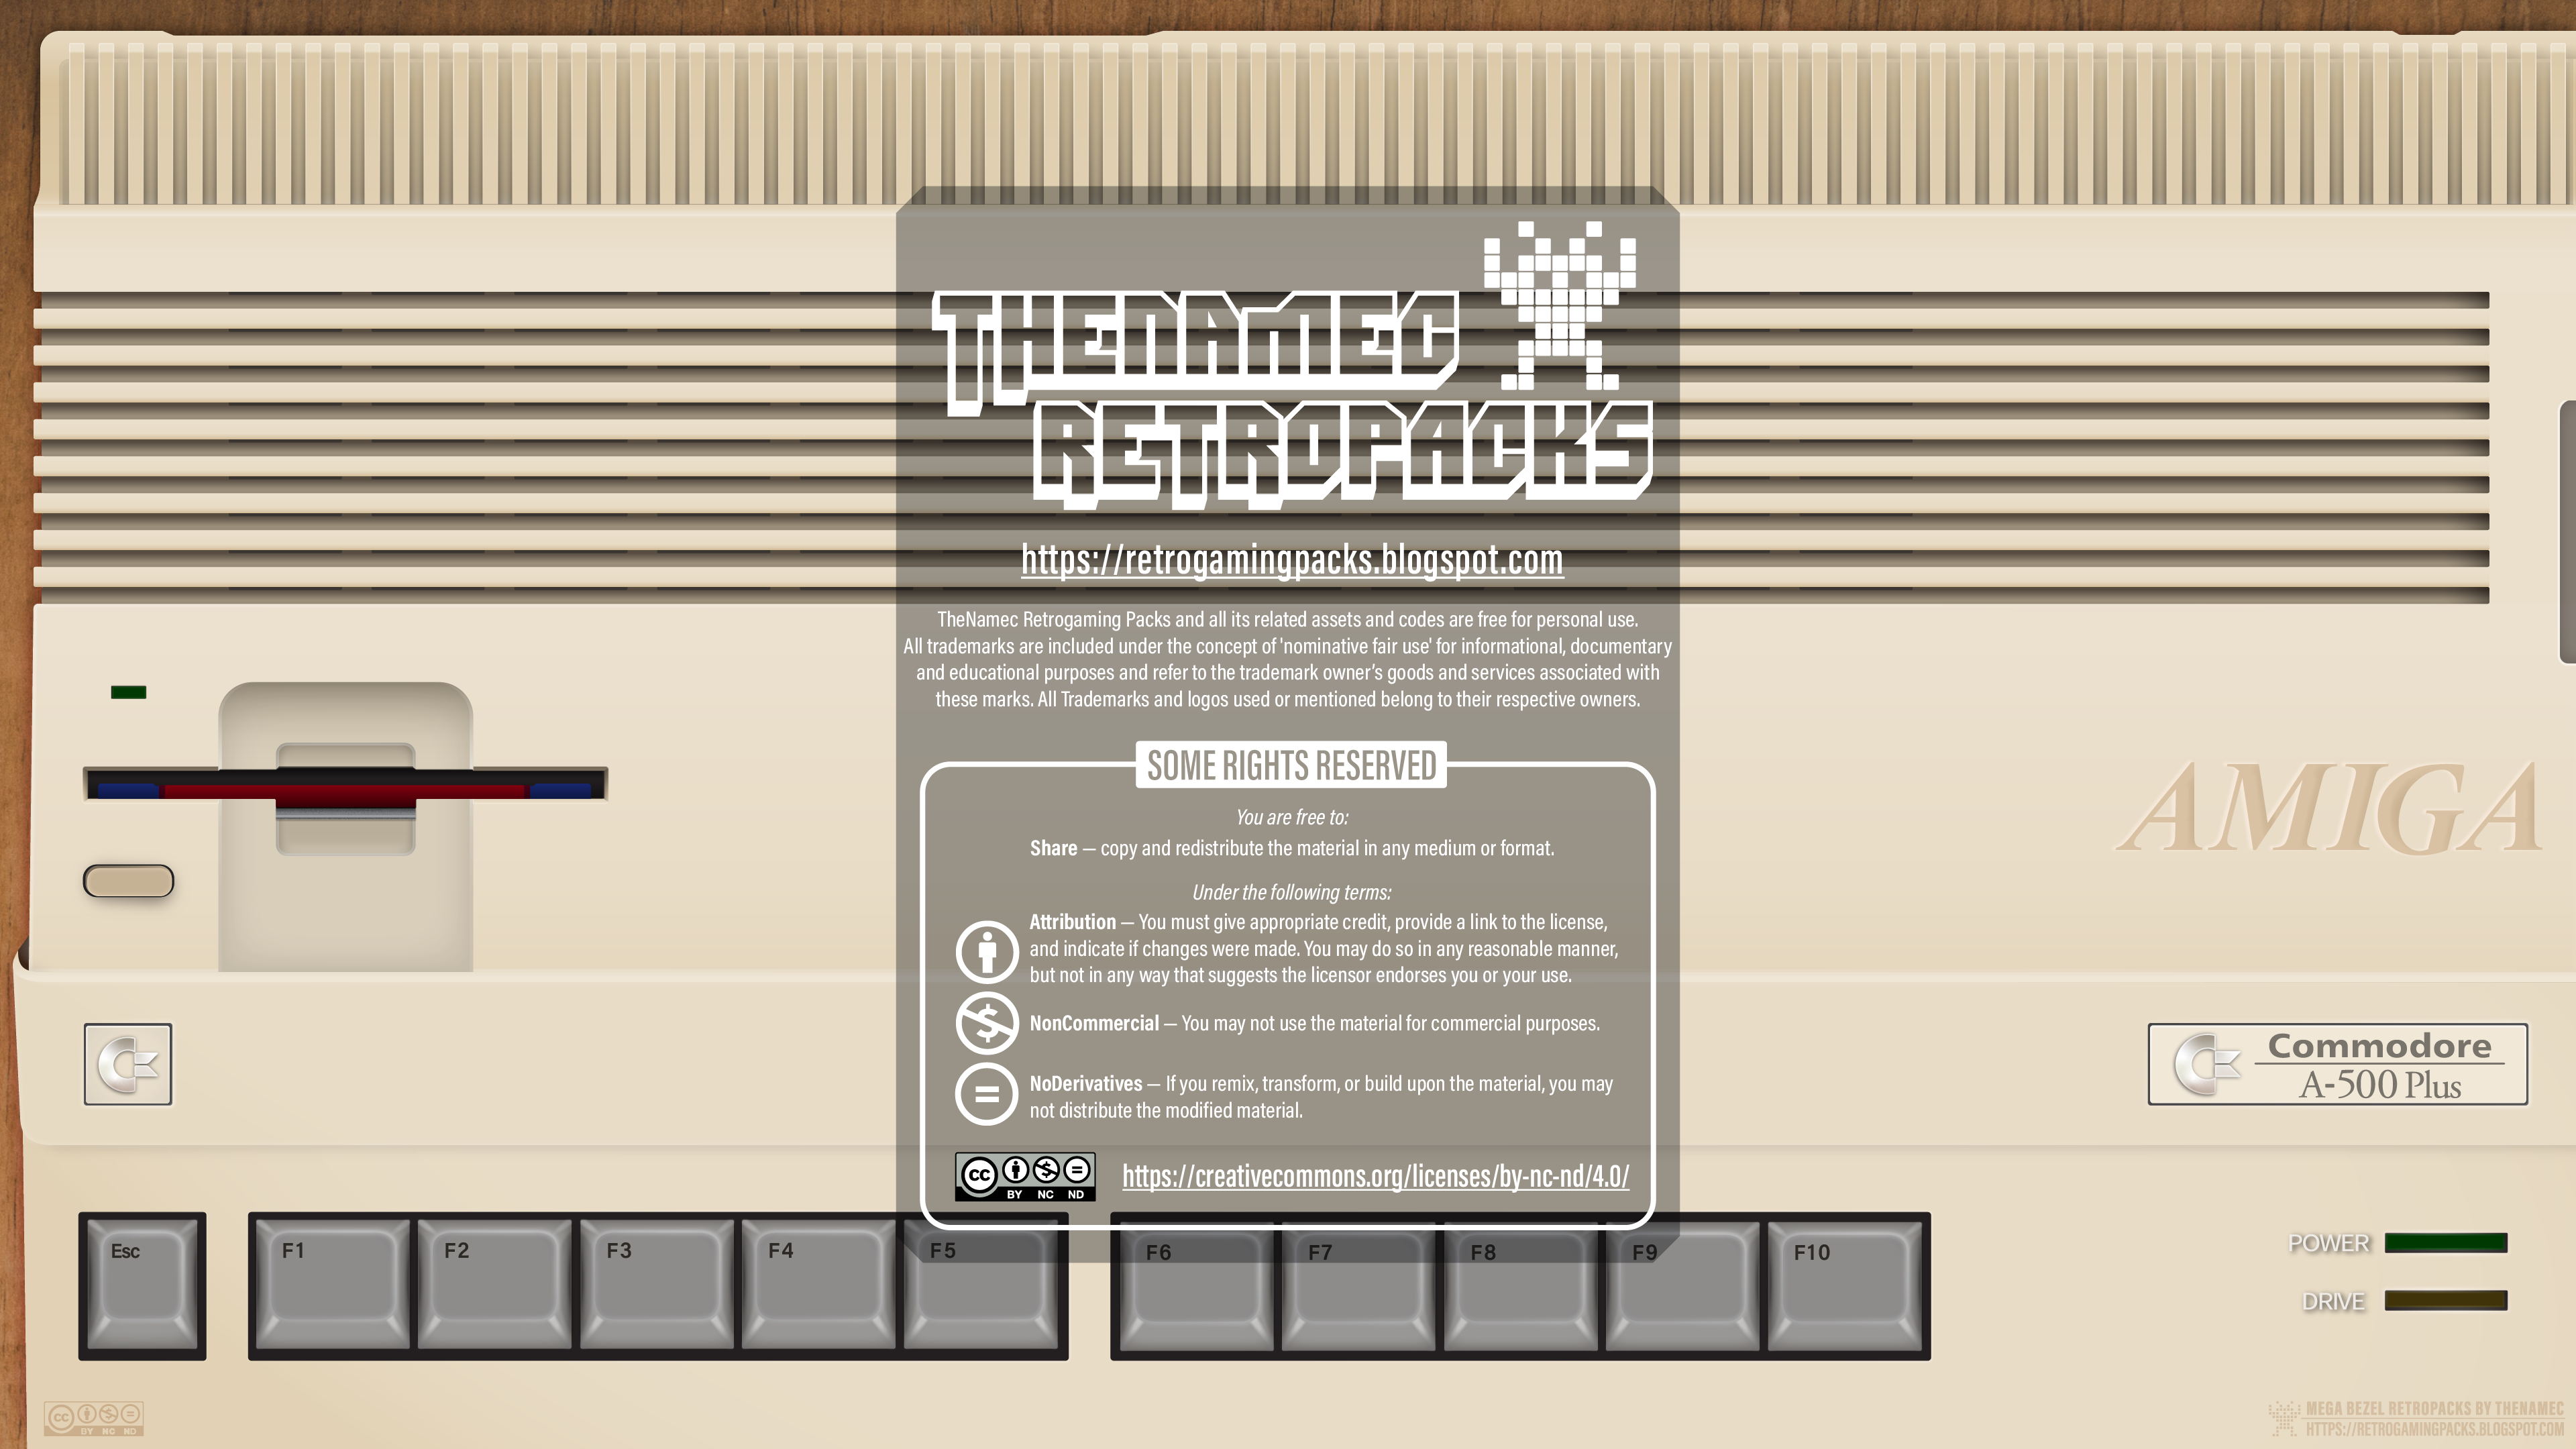 THENAMEC
RETROPACKS
https://retrogamingpacks.blogspot.com
TheNamec Retrogaming Packs and all its related assets and codes are free for personal use.
All trademarks are included under the concept of 'nominative fair use' for informational, documentary
and educational purposes and refer to the trademark owner's goods and services associated with
these marks. All Trademarks and logos used or mentioned belong to their respective owners.
SOME RIGHTS RESERVED
You are free to:
Share — copy and redistribute the material in any medium or format.
Under the following terms:
Attribution — You must give appropriate credit, provide a link to the license,
and indicate if changes were made. You may do so in any reasonable manner,
but not in any way that suggests the licensor endorses you or your use.
$ NonCommercial — You may not use the material for commercial purposes.
= NoDerivatives — If you remix, transform, or build upon the material, you may
not distribute the modified material.
cc $ =
BY NC ND
https://creativecommons.org/licenses/by-nc-nd/4.0/
AMIGA
Commodore
A-500 Plus
Esc F1 F2 F3 F4 F5 F6 F7 F8 F9 F10
POWER
DRIVE
cc $ =
BY NC ND
MEGA BEZEL RETROPACKS BY THENAMEC
HTTPS://RETROGAMINGPACKS.BLOGSPOT.COM